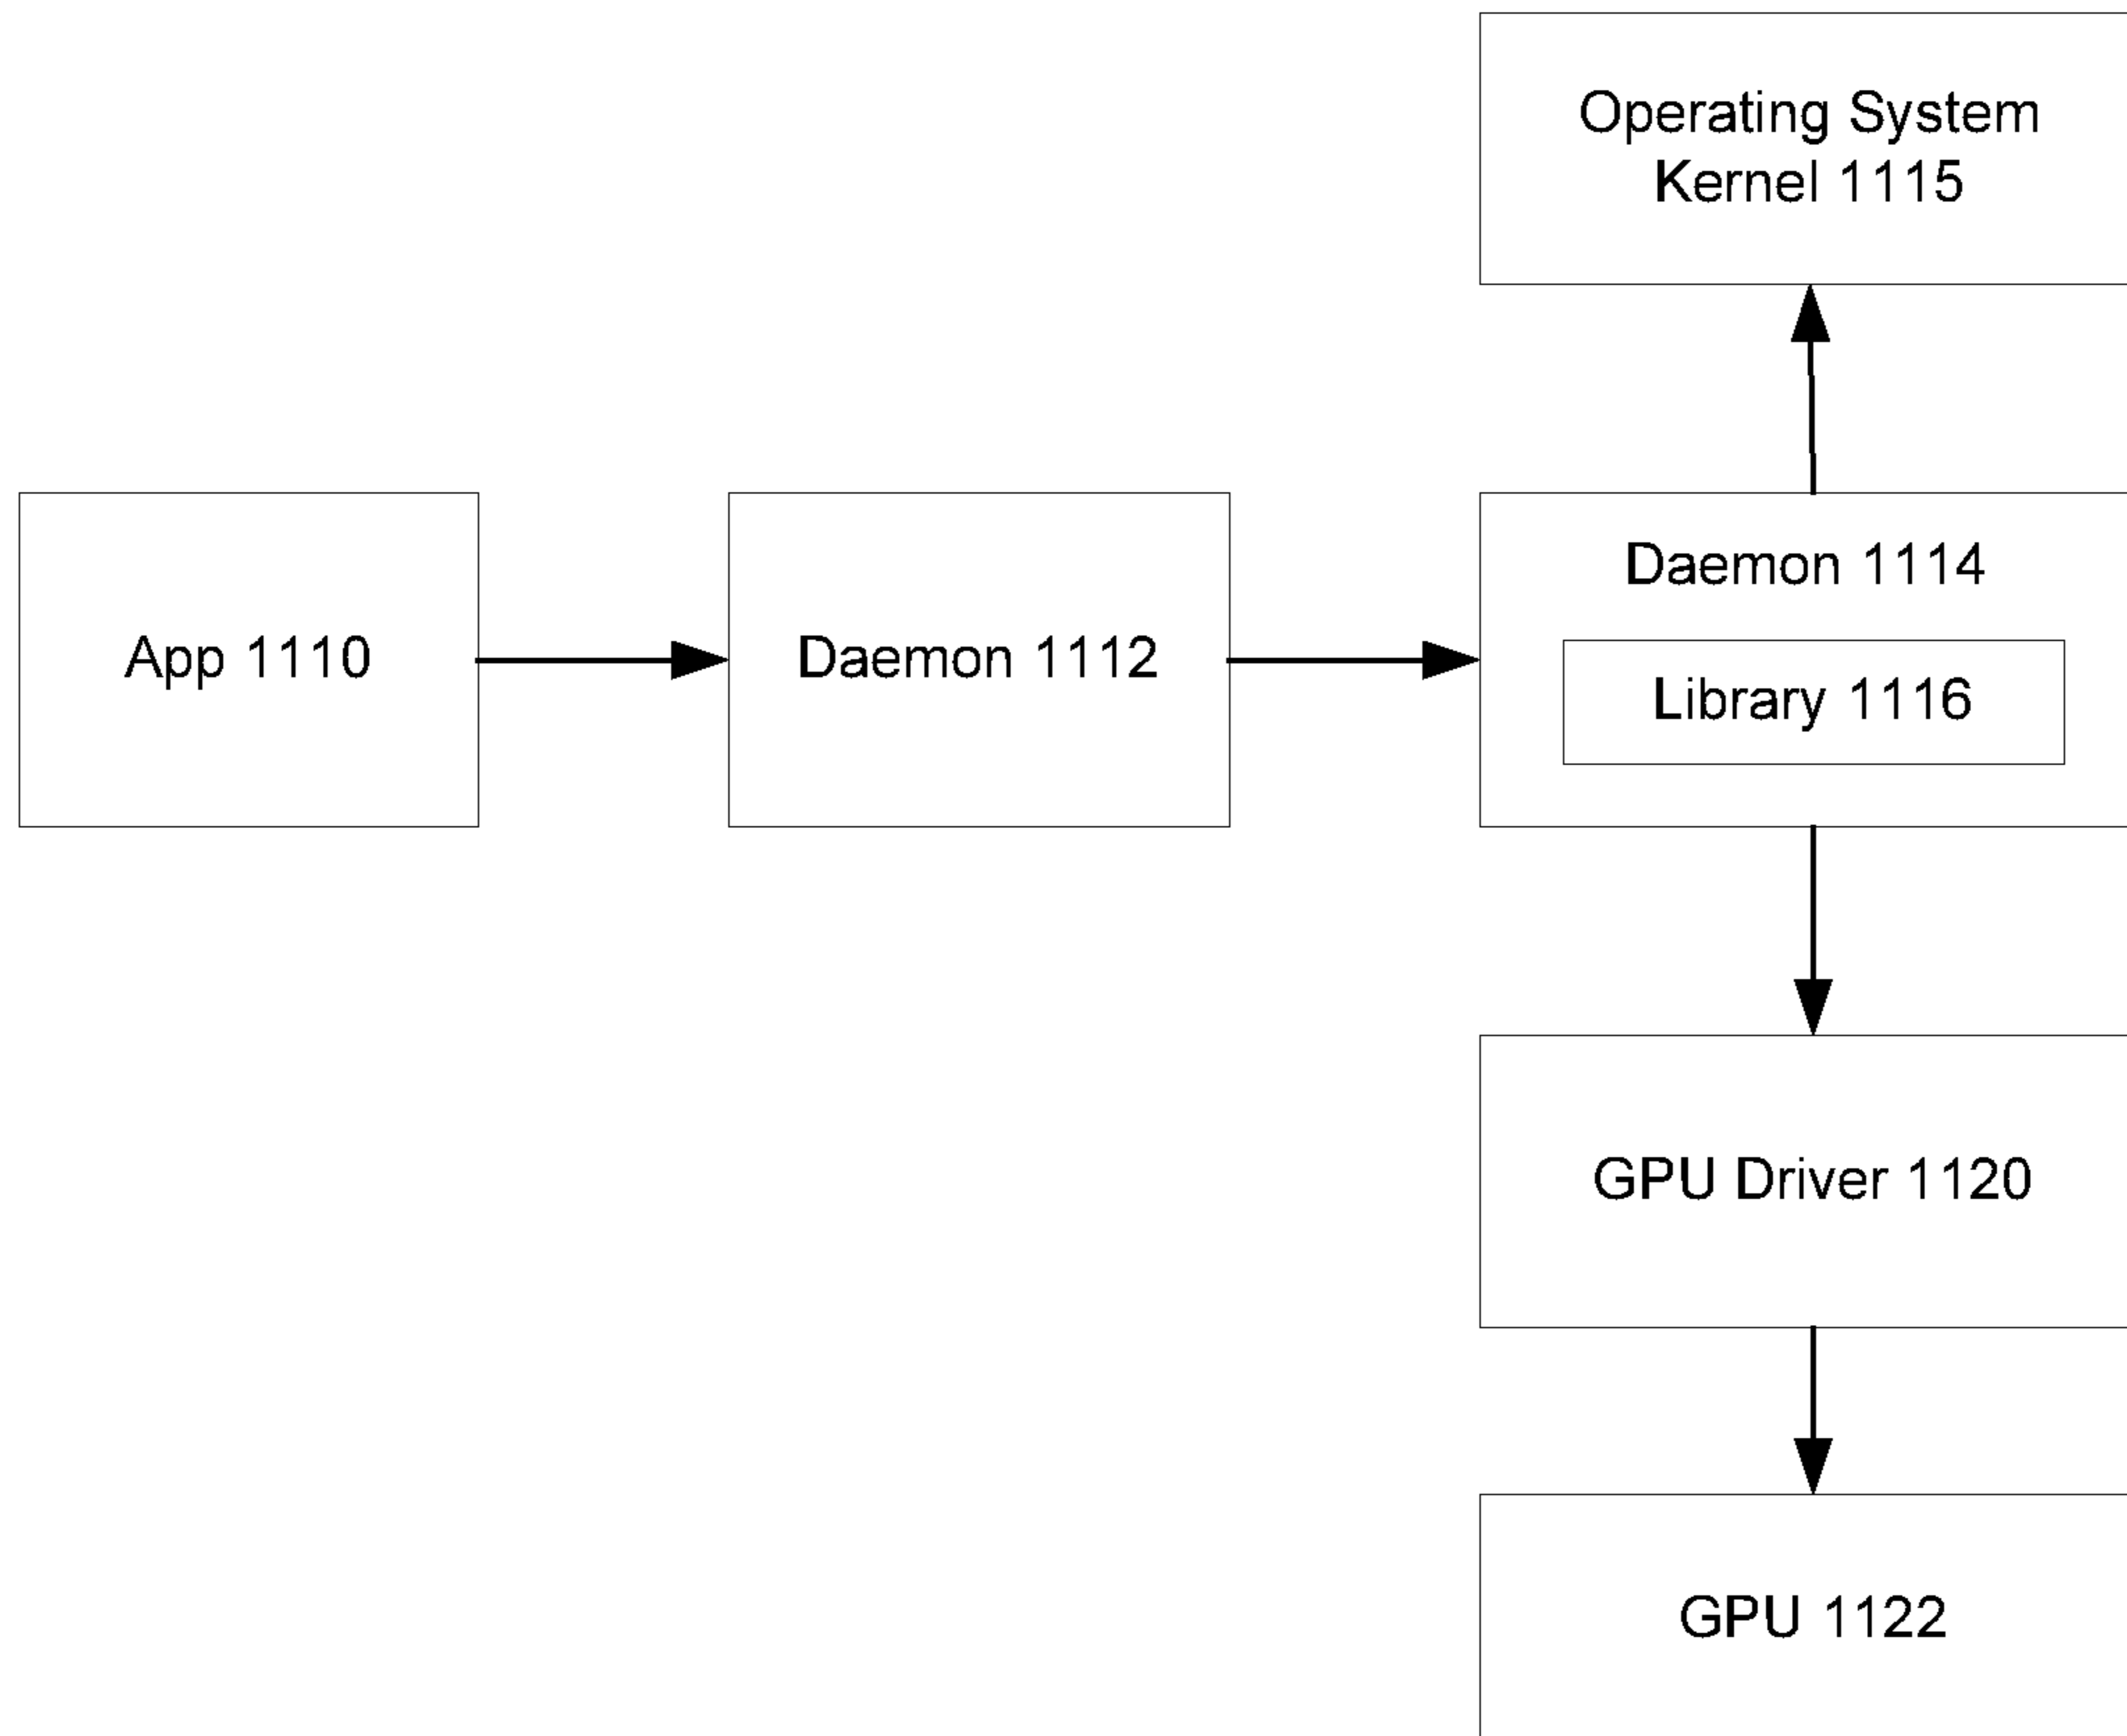 Operating System
Kernel 1115
App 1110
Daemon 1112
Daemon 1114
Library 1116
GPU Driver 1120
GPU 1122